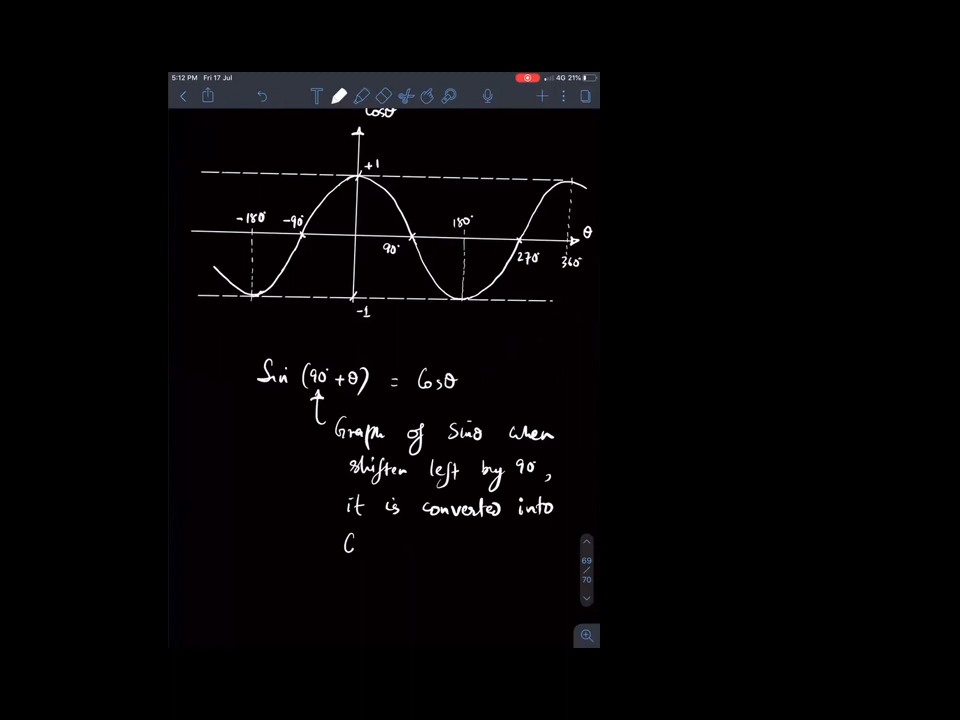 5:12 PM Fri 17 Jul
4G 21%
T
Cosθ
+1
-180° -90° 180° θ
90° 270° 360°
-1
Sin (90° + θ) = Cosθ
Graph of Sinθ when
shiften left by 90°,
it is converted into
C
69
/
70